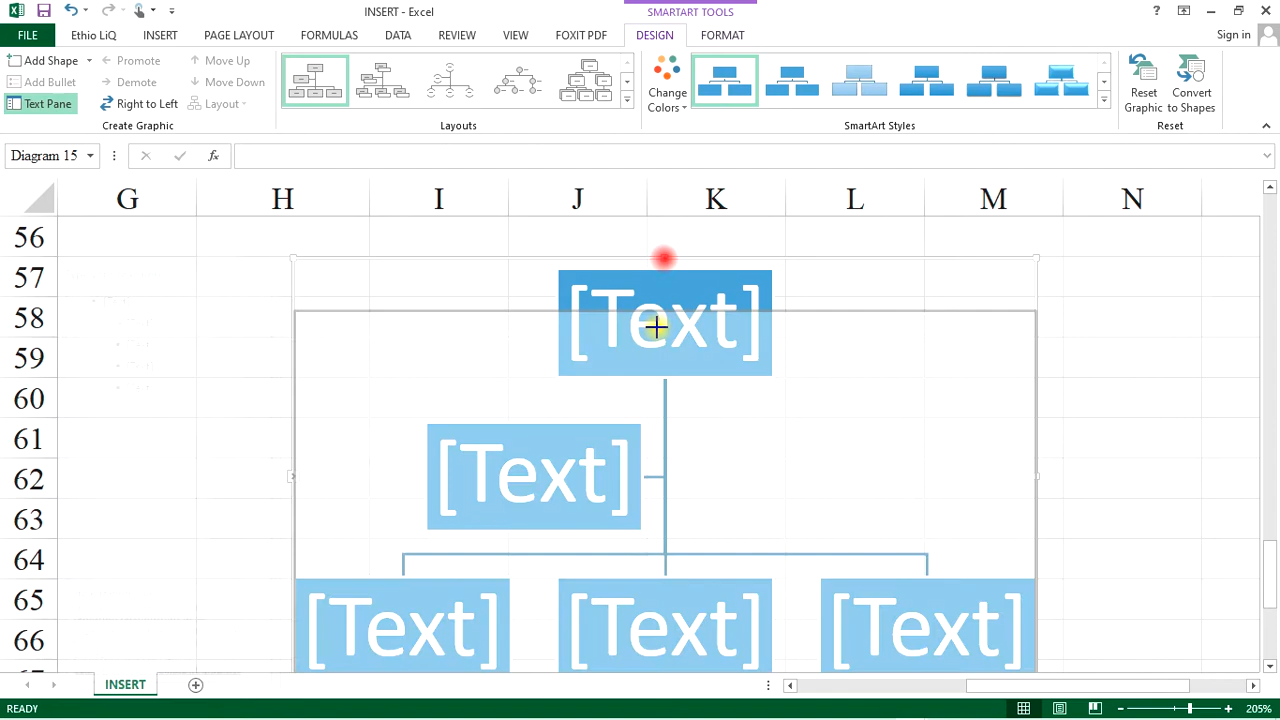 INSERT - Excel
SMARTART TOOLS
?
FILE Ethio LiQ INSERT PAGE LAYOUT FORMULAS DATA REVIEW VIEW FOXIT PDF DESIGN FORMAT Sign in
Add Shape Promote Move Up
Add Bullet Demote Move Down
Text Pane Right to Left Layout
Create Graphic
Layouts
Change
Colors
SmartArt Styles
Reset
Graphic
Convert
to Shapes
Reset
Diagram 15 fx
G H I J K L M N
56
57
58
59
60
61
62
63
64
65
66
67
[Text]
[Text]
[Text] [Text] [Text]
INSERT
READY 205%